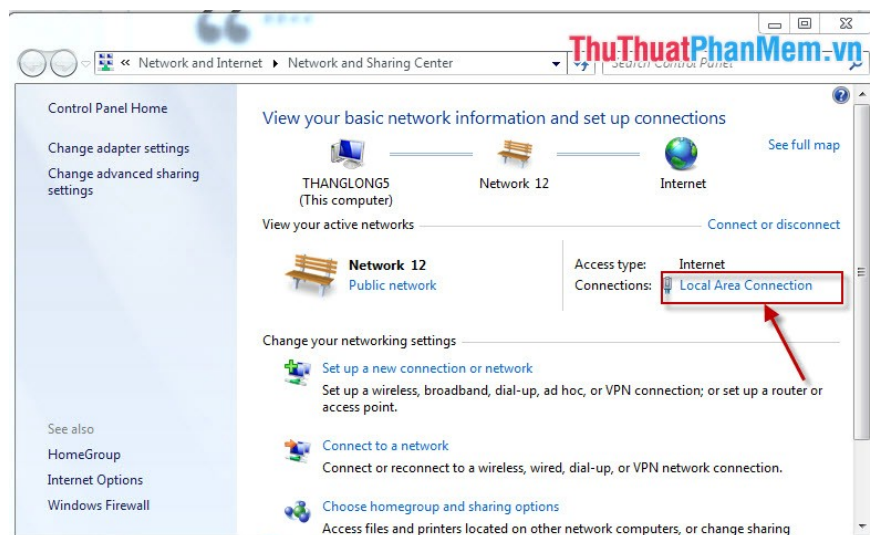 ThuThuatPhanMem.vn
« Network and Internet ▸ Network and Sharing Center
Search Control Panel
Control Panel Home
Change adapter settings
Change advanced sharing
settings
View your basic network information and set up connections
See full map
THANGLONG5
(This computer)
Network 12
Internet
View your active networks
Connect or disconnect
Network 12
Public network
Access type: Internet
Connections: Local Area Connection
Change your networking settings
Set up a new connection or network
Set up a wireless, broadband, dial-up, ad hoc, or VPN connection; or set up a router or
access point.
Connect to a network
Connect or reconnect to a wireless, wired, dial-up, or VPN network connection.
Choose homegroup and sharing options
Access files and printers located on other network computers, or change sharing
See also
HomeGroup
Internet Options
Windows Firewall